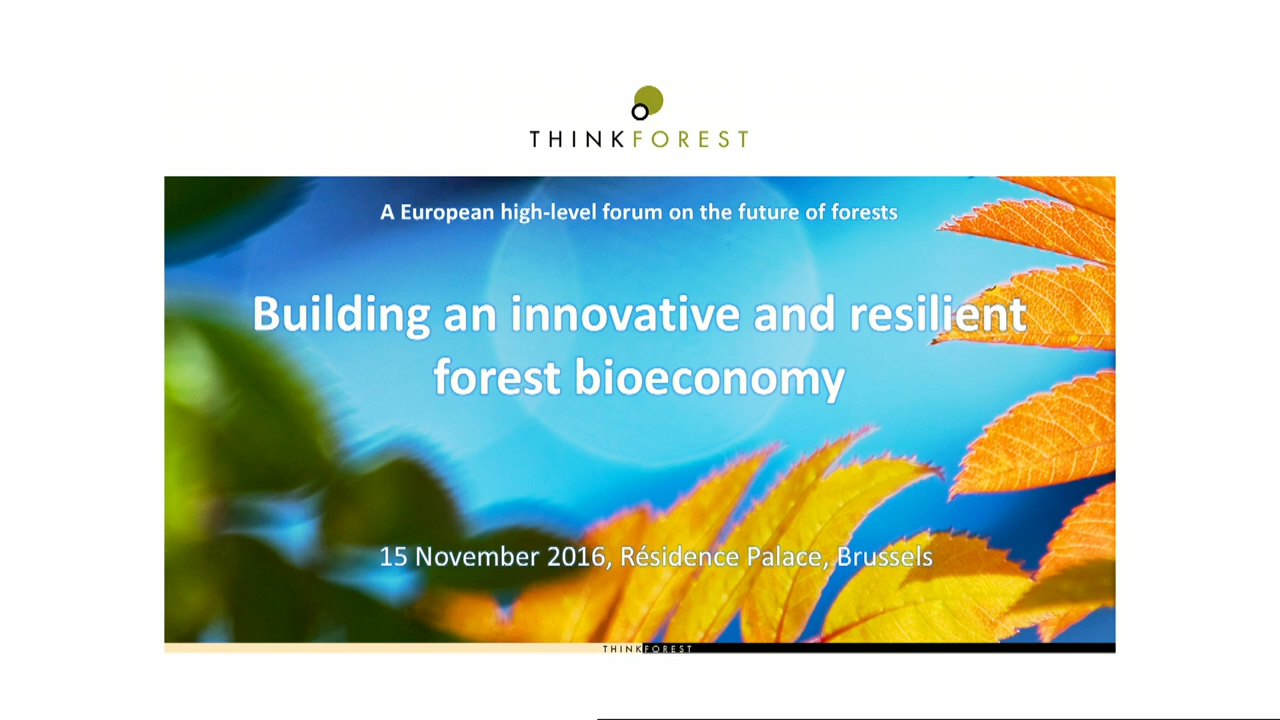 THINKFOREST
A European high-level forum on the future of forests
Building an innovative and resilient
forest bioeconomy
15 November 2016, Résidence Palace, Brussels
THINKFOREST